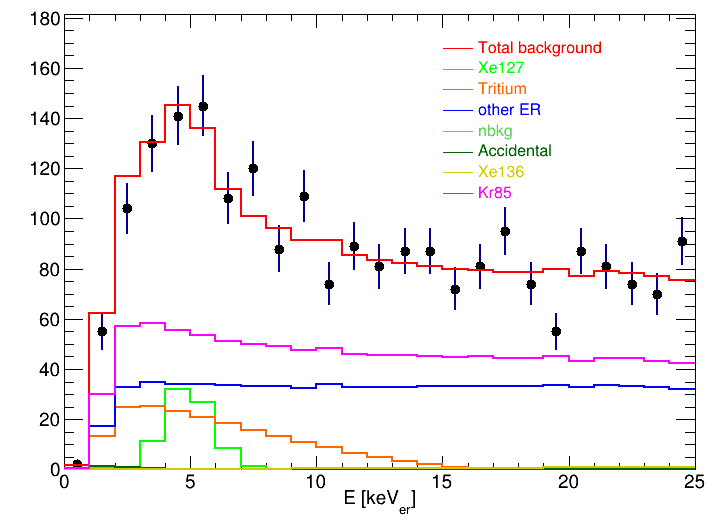 180
160
140
120
100
80
60
40
20
0
Total background
Xe127
Tritium
other ER
nbkg
Accidental
Xe136
Kr85
0 5 10 15 20 25
E [keV_er]